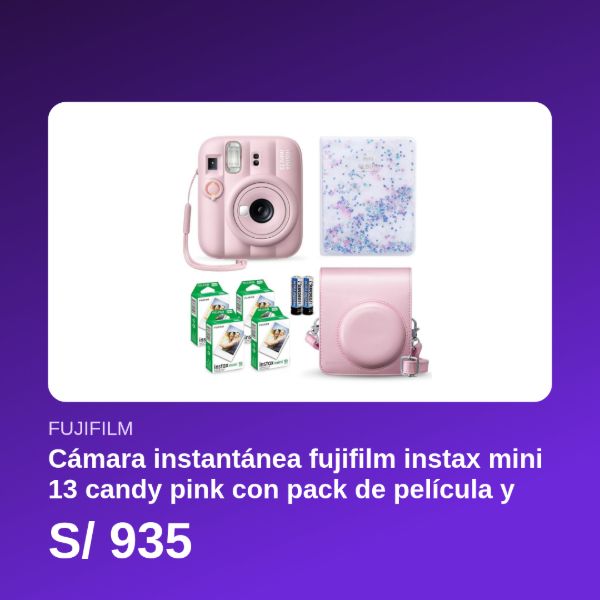 FUJIFILM
Cámara instantánea fujifilm instax mini
13 candy pink con pack de película y
S/ 935